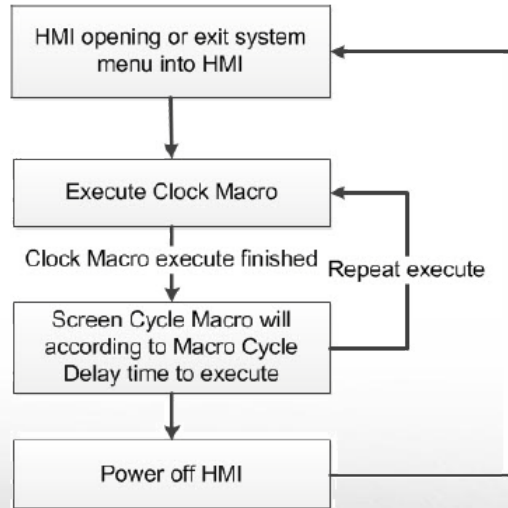 HMI opening or exit system
menu into HMI
Execute Clock Macro
Clock Macro execute finished
Repeat execute
Screen Cycle Macro will
according to Macro Cycle
Delay time to execute
Power off HMI